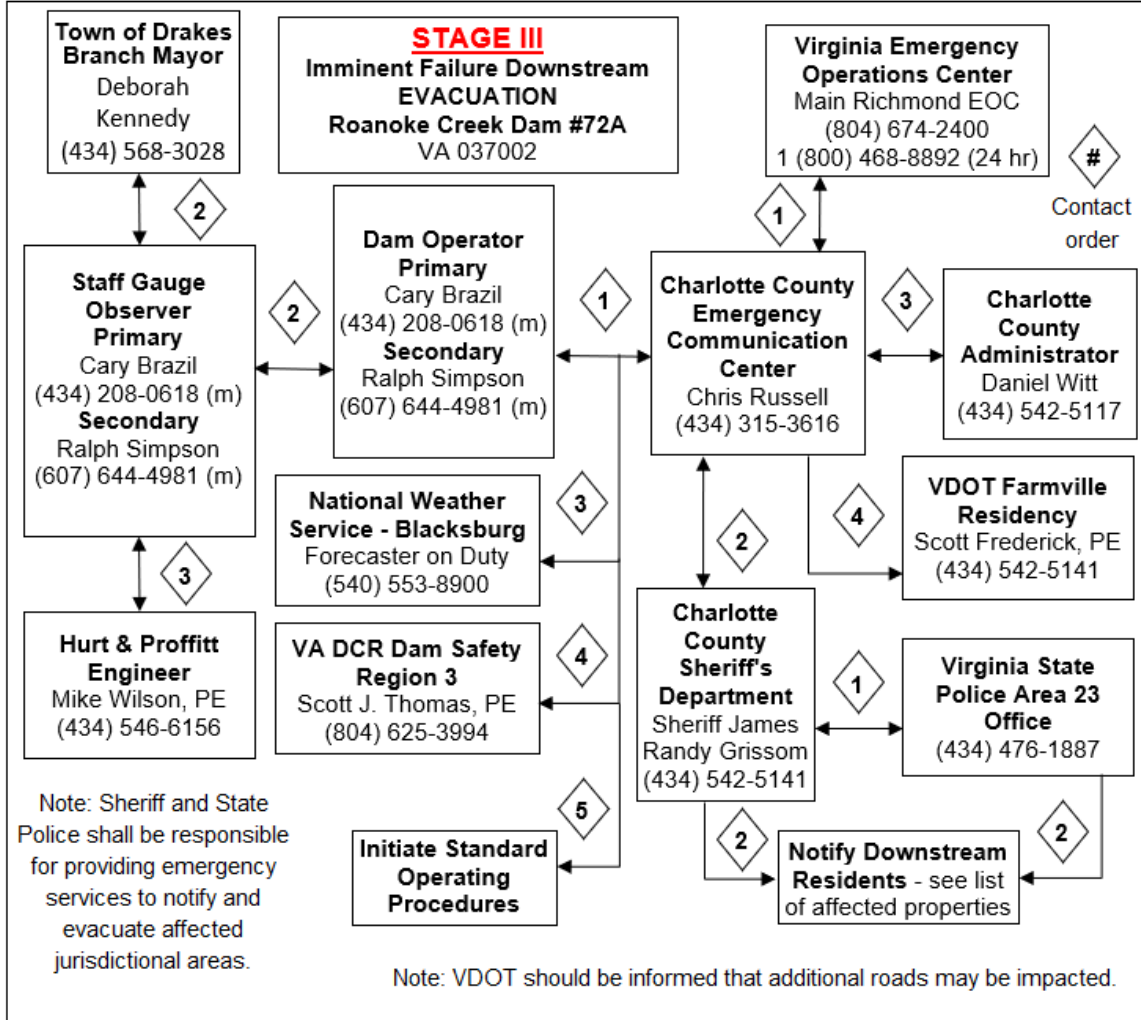 Town of Drakes
Branch Mayor
Deborah
Kennedy
(434) 568-3028
STAGE III
Imminent Failure Downstream
EVACUATION
Roanoke Creek Dam #72A
VA 037002
Virginia Emergency
Operations Center
Main Richmond EOC
(804) 674-2400
1 (800) 468-8892 (24 hr)
#
Contact
order
2
1
Staff Gauge
Observer
Primary
Cary Brazil
(434) 208-0618 (m)
Secondary
Ralph Simpson
(607) 644-4981 (m)
2
Dam Operator
Primary
Cary Brazil
(434) 208-0618 (m)
Secondary
Ralph Simpson
(607) 644-4981 (m)
1
Charlotte County
Emergency
Communication
Center
Chris Russell
(434) 315-3616
3
Charlotte
County
Administrator
Daniel Witt
(434) 542-5117
National Weather
Service - Blacksburg
Forecaster on Duty
(540) 553-8900
3
2
4
VDOT Farmville
Residency
Scott Frederick, PE
(434) 542-5141
3
Hurt & Proffitt
Engineer
Mike Wilson, PE
(434) 546-6156
VA DCR Dam Safety
Region 3
Scott J. Thomas, PE
(804) 625-3994
4
Charlotte
County
Sheriff's
Department
Sheriff James
Randy Grissom
(434) 542-5141
1
Virginia State
Police Area 23
Office
(434) 476-1887
Note: Sheriff and State
Police shall be responsible
for providing emergency
services to notify and
evacuate affected
jurisdictional areas.
5
Initiate Standard
Operating
Procedures
2
2
Notify Downstream
Residents - see list
of affected properties
Note: VDOT should be informed that additional roads may be impacted.